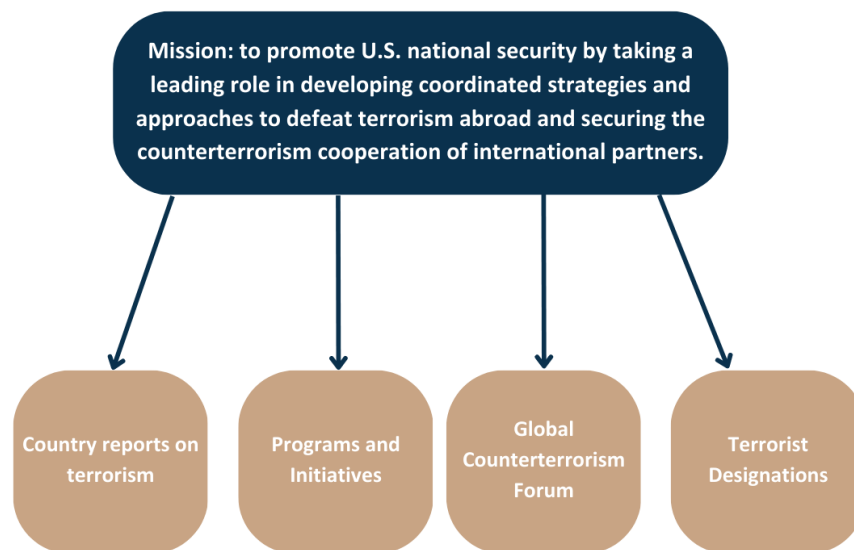 Mission: to promote U.S. national security by taking a
leading role in developing coordinated strategies and
approaches to defeat terrorism abroad and securing the
counterterrorism cooperation of international partners.
Country reports on
terrorism
Programs and
Initiatives
Global
Counterterrorism
Forum
Terrorist
Designations